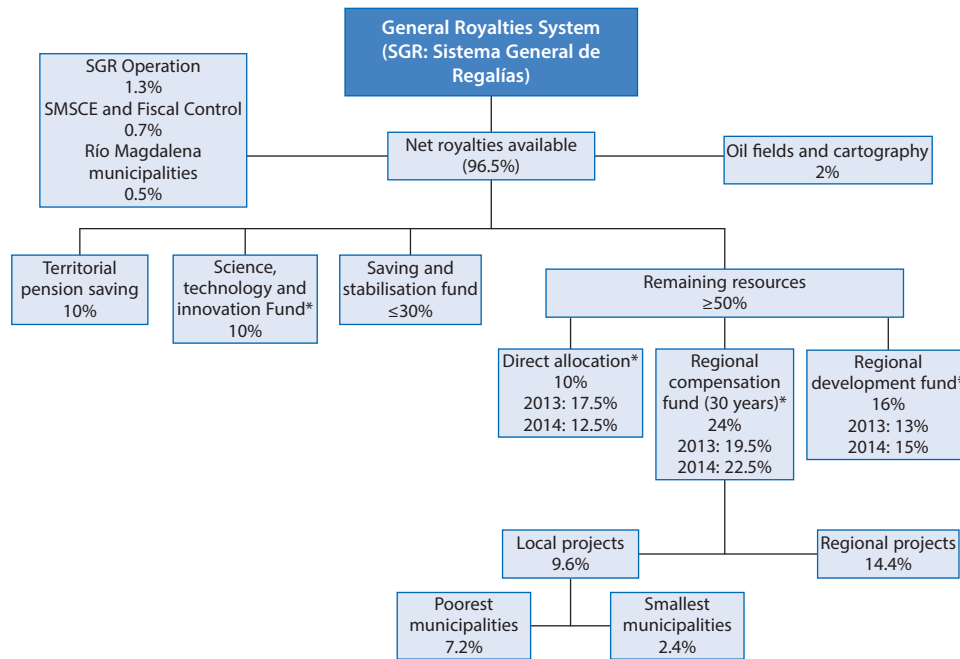 General Royalties System
(SGR: Sistema General de
Regalías)
SGR Operation
1.3%
SMSCE and Fiscal Control
0.7%
Río Magdalena
municipalities
0.5%
Net royalties available
(96.5%)
Oil fields and cartography
2%
Territorial
pension saving
10%
Science,
technology and
innovation Fund*
10%
Saving and
stabilisation fund
≤30%
Remaining resources
≥50%
Direct allocation*
10%
2013: 17.5%
2014: 12.5%
Regional
compensation
fund (30 years)*
24%
2013: 19.5%
2014: 22.5%
Regional
development fund*
16%
2013: 13%
2014: 15%
Local projects
9.6%
Regional projects
14.4%
Poorest
municipalities
7.2%
Smallest
municipalities
2.4%